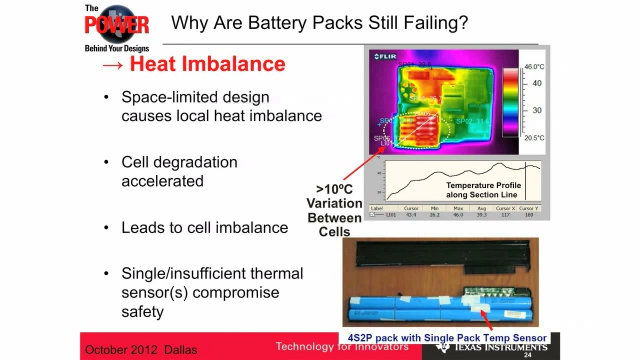 The
POWER
Behind Your Designs
Why Are Battery Packs Still Failing?
→ Heat Imbalance
• Space-limited design
causes local heat imbalance
• Cell degradation
accelerated
• Leads to cell imbalance
• Single/insufficient thermal
sensor(s) compromise
safety
FLIR
46.0°C
40
30
20.5°C
>10ºC
Variation
Between
Cells
Temperature Profile
along Section Line
Label Cursor Min Max Avg Cursor X Cursor Y
LI01 43.4 26.2 46.0 39.3 117 169
4S2P pack with Single Pack Temp Sensor
October 2012 Dallas
Technology for Innovators
TEXAS INSTRUMENTS
24